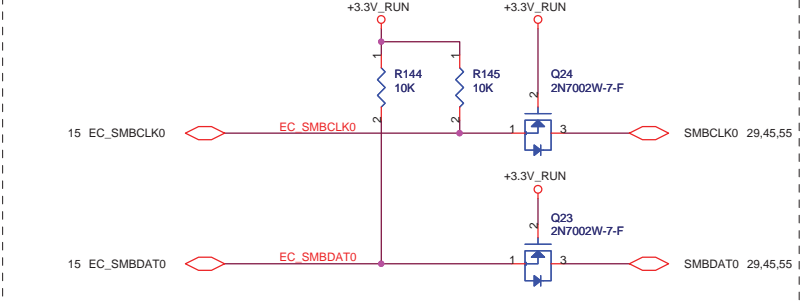 +3.3V_RUN +3.3V_RUN
1 1
R144 R145 Q24
10K 10K 2N7002W-7-F
2 2 2
15 EC_SMBCLK0 EC_SMBCLK0 1 3 SMBCLK0 29,45,55
+3.3V_RUN
Q23
2 2N7002W-7-F
15 EC_SMBDAT0 EC_SMBDAT0 1 3 SMBDAT0 29,45,55